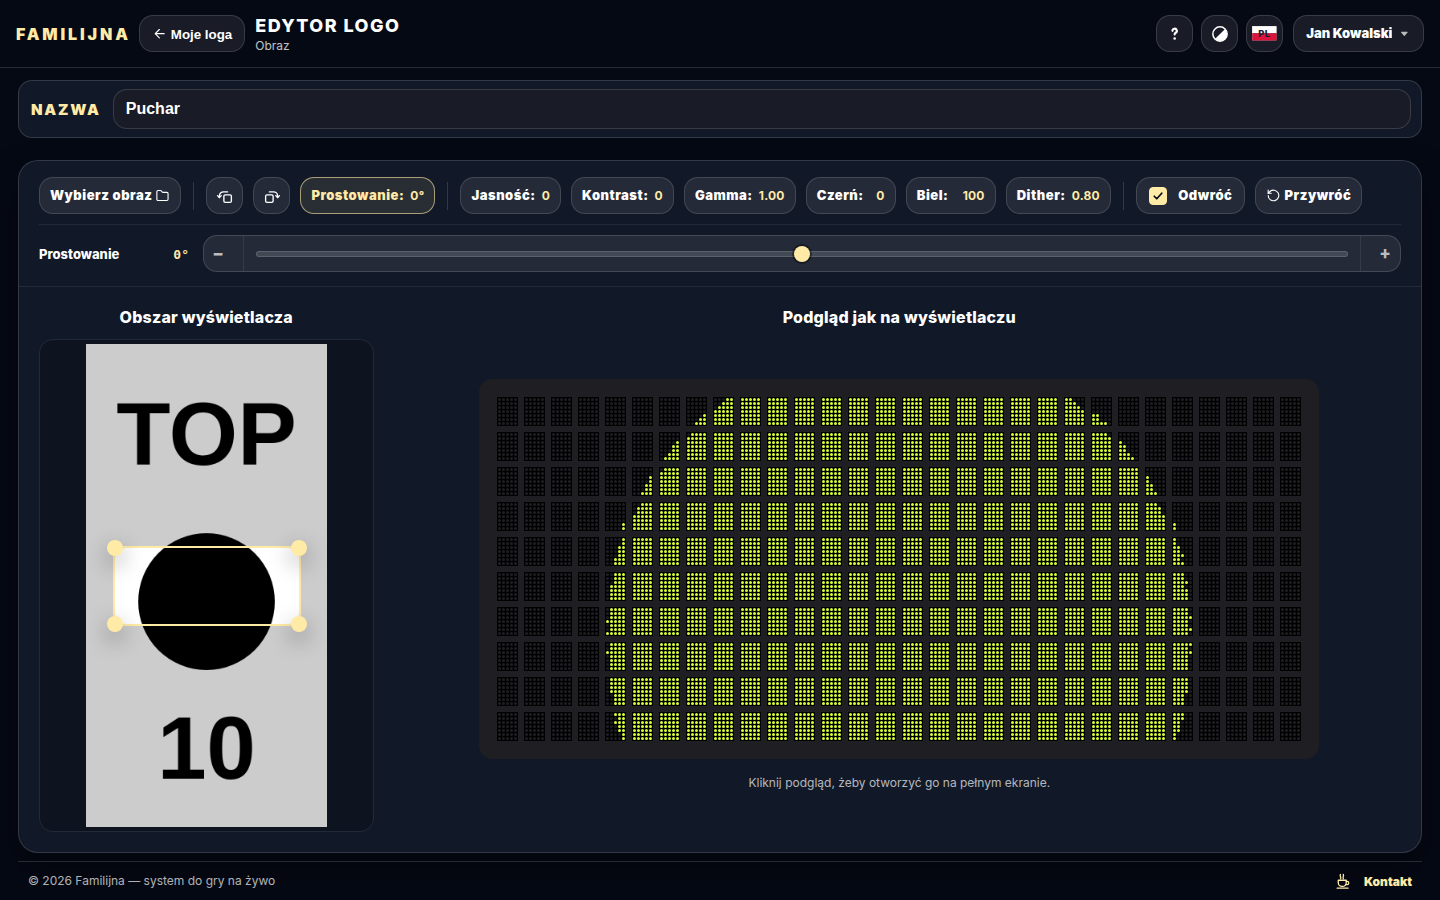 FAMILIJNA
Moje loga
EDYTOR LOGO
Obraz
?
PL
Jan Kowalski
NAZWA
Puchar
Wybierz obraz
Prostowanie: 0°
Jasność: 0
Kontrast: 0
Gamma: 1.00
Czerń: 0
Biel: 100
Dither: 0.80
Odwróć
Przywróć
Prostowanie 0° − +
Obszar wyświetlacza
Podgląd jak na wyświetlaczu
TOP
10
Kliknij podgląd, żeby otworzyć go na pełnym ekranie.
© 2026 Familijna — system do gry na żywo
Kontakt